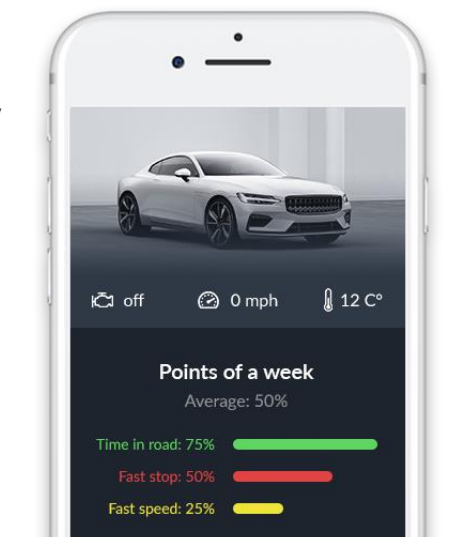 off 0 mph 12 C°
Points of a week
Average: 50%
Time in road: 75%
Fast stop: 50%
Fast speed: 25%